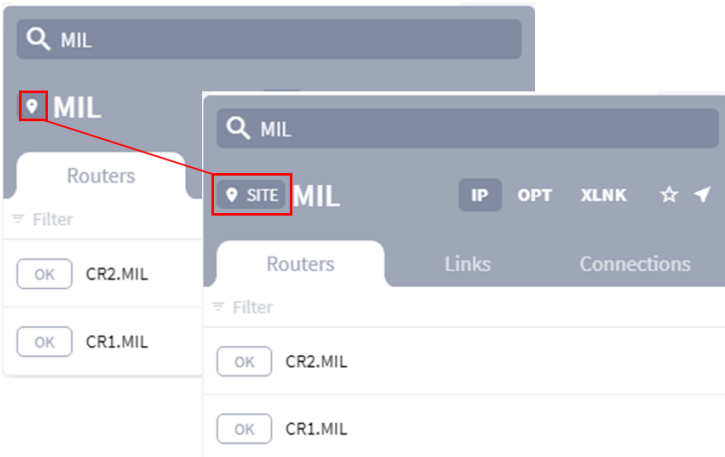 MIL
MIL
Routers
Filter
OK CR2.MIL
OK CR1.MIL
MIL
SITE MIL IP OPT XLNK
Routers Links Connections
Filter
OK CR2.MIL
OK CR1.MIL